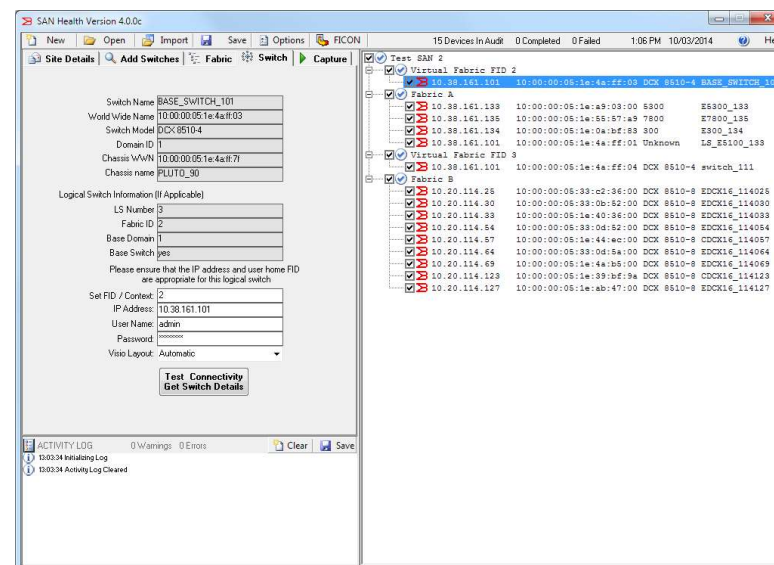 SAN Health Version 4.0.0c
New Open Import Save Options FICON 15 Devices In Audit 0 Completed 0 Failed 1:06 PM 10/03/2014 He
Site Details Add Switches Fabric Switch Capture
Switch Name BASE_SWITCH_101
World Wide Name 10:00:00:05:1e:4a:ff:03
Switch Model DCX 8510-4
Domain ID 1
Chassis WWN 10:00:00:05:1e:4a:ff:7f
Chassis name PLUTO_90
Logical Switch Information (If Applicable)
LS Number 3
Fabric ID 2
Base Domain 1
Base Switch yes
Please ensure that the IP address and user home FID
are appropriate for this logical switch
Set FID / Context: 2
IP Address: 10.38.161.101
User Name: admin
Password: ********
Visio Layout: Automatic
Test Connectivity
Get Switch Details
ACTIVITY LOG 0 Warnings 0 Errors Clear Save
13:03:34 Initializing Log
13:03:34 Activity Log Cleared
Test SAN 2
Virtual Fabric FID 2
10.38.161.101 10:00:00:05:1e:4a:ff:03 DCX 8510-4 BASE_SWITCH_10
Fabric A
10.38.161.133 10:00:00:05:1e:a9:03:00 5300 E5300_133
10.38.161.135 10:00:00:05:1e:55:57:a9 7800 E7800_135
10.38.161.134 10:00:00:05:1e:0a:bf:83 300 E300_134
10.38.161.101 10:00:00:05:1e:4a:ff:01 Unknown LS_E5100_133
Virtual Fabric FID 3
10.38.161.101 10:00:00:05:1e:4a:ff:04 DCX 8510-4 switch_111
Fabric B
10.20.114.25 10:00:00:05:33:c2:36:00 DCX 8510-8 EDCX16_114025
10.20.114.30 10:00:00:05:33:0b:52:00 DCX 8510-8 EDCX16_114030
10.20.114.33 10:00:00:05:1e:40:36:00 DCX 8510-8 EDCX16_114033
10.20.114.54 10:00:00:05:33:0d:52:00 DCX 8510-8 EDCX16_114054
10.20.114.57 10:00:00:05:1e:44:ec:00 DCX 8510-8 CDCX16_114057
10.20.114.64 10:00:00:05:33:0d:5a:00 DCX 8510-8 EDCX16_114064
10.20.114.69 10:00:00:05:1e:4a:b5:00 DCX 8510-8 EDCX16_114069
10.20.114.123 10:00:00:05:1e:39:bf:9a DCX 8510-8 CDCX16_114123
10.20.114.127 10:00:00:05:1e:ab:47:00 DCX 8510-8 EDCX16_114127